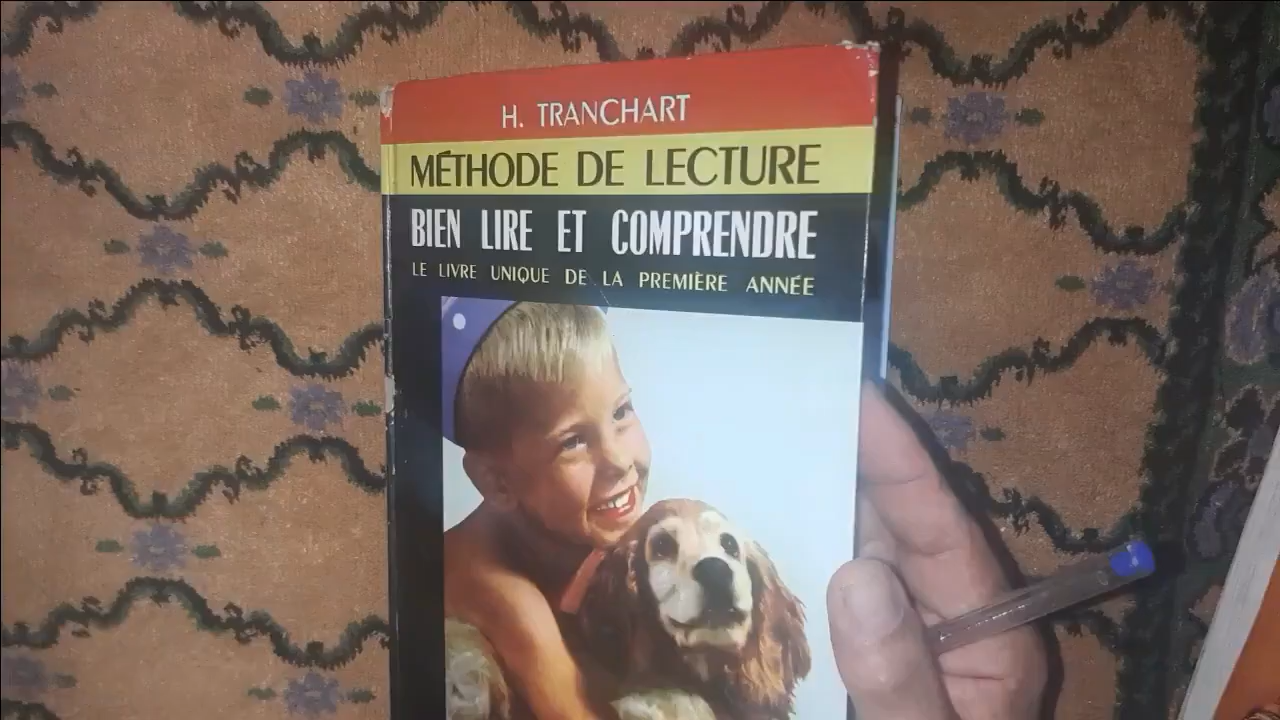 H. TRANCHART
MÉTHODE DE LECTURE
BIEN LIRE ET COMPRENDRE
LE LIVRE UNIQUE DE LA PREMIÈRE ANNÉE